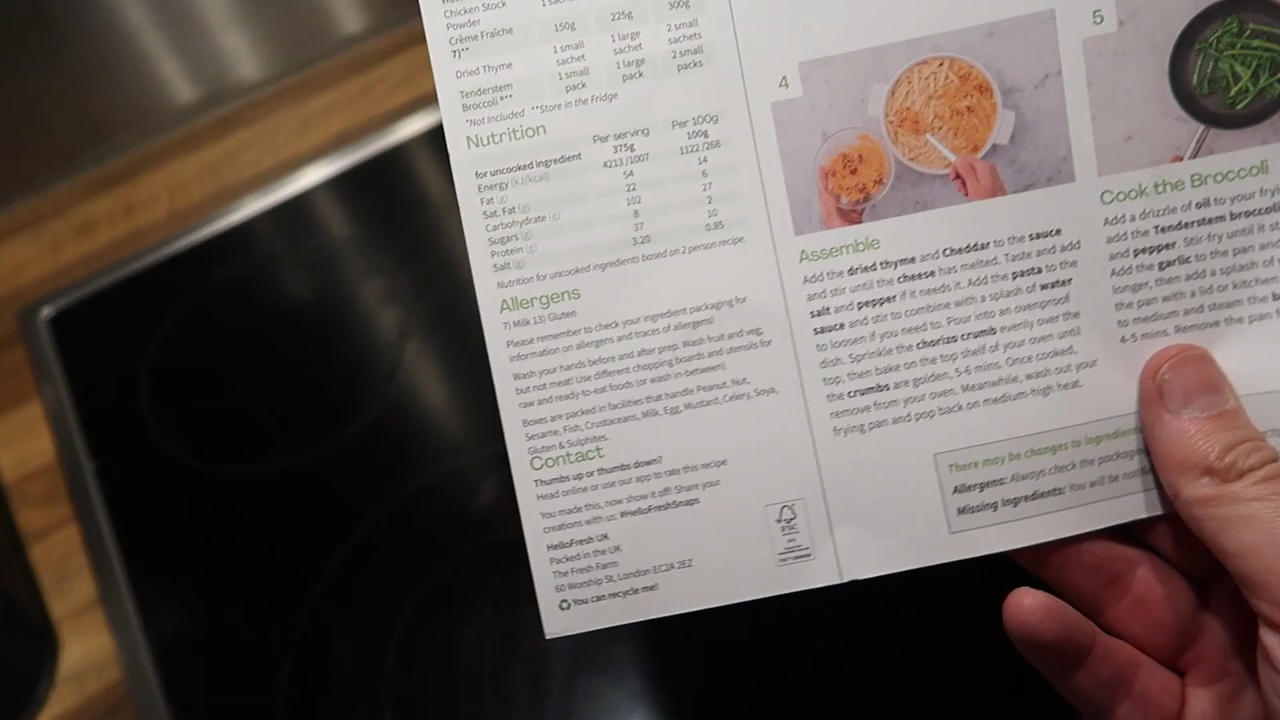 Chicken Stock
Powder
Crème Fraîche
7)**
150g 225g 300g
Dried Thyme
1 small sachet
1 large sachet
2 small sachets
Tenderstem
Broccoli ***
1 small pack
1 large pack
2 small packs
*Not Included **Store in the Fridge
Nutrition
Per serving Per 100g
for uncooked ingredient 375g 100g
Energy (kJ/kcal) 4213 /1007 1122 /268
Fat (g) 54 14
Sat. Fat (g) 22 6
Carbohydrate (g) 102 27
Sugars (g) 8 2
Protein (g) 37 10
Salt (g) 3.20 0.85
Nutrition for uncooked ingredients based on 2 person recipe.
Allergens
7) Milk 13) Gluten
Please remember to check your ingredient packaging for
information on allergens and traces of allergens!
Wash your hands before and after prep. Wash fruit and veg,
but not meat! Use different chopping boards and utensils for
raw and ready-to-eat foods (or wash in-between).
Boxes are packed in facilities that handle Peanut, Nut,
Sesame, Fish, Crustaceans, Milk, Egg, Mustard, Celery, Soya,
Gluten & Sulphites.
Contact
Thumbs up or thumbs down?
Head online or use our app to rate this recipe
You made this, now show it off! Share your
creations with us: #HelloFreshSnaps
HelloFresh UK
Packed in the UK
The Fresh Farm
60 Worship St, London EC2A 2EZ
You can recycle me!
FSC
4
Assemble
Add the dried thyme and Cheddar to the sauce
and stir until the cheese has melted. Taste and add
salt and pepper if it needs it. Add the pasta to the
sauce and stir to combine with a splash of water
to loosen if you need to. Pour into an ovenproof
dish. Sprinkle the chorizo crumb evenly over the
top, then bake on the top shelf of your oven until
the crumbs are golden, 5-6 mins. Once cooked,
remove from your oven. Meanwhile, wash out your
frying pan and pop back on medium-high heat.
5
Cook the Broccoli
Add a drizzle of oil to your
add the Tenderstem
and pepper. Stir-fry until it
Add the garlic to the pan and
longer, then add a splash of
the pan with a lid or
to medium and steam the
4-5 mins. Remove the pan
There may be changes to
Allergens: Always check the
Missing Ingredients: You will be